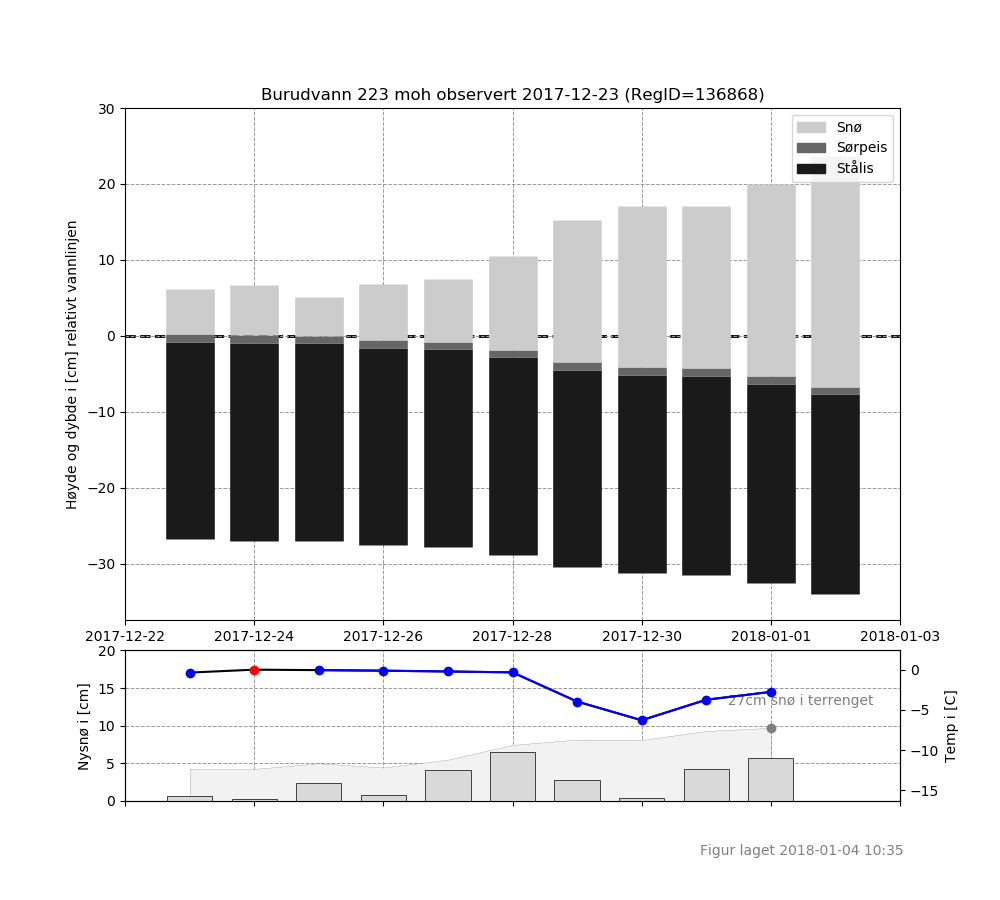 Burudvann 223 moh observert 2017-12-23 (RegID=136868)
Høyde og dybde i [cm] relativt vannlinjen
30
20
10
0
−10
−20
−30
Snø
Sørpeis
Stålis
2017-12-22 2017-12-24 2017-12-26 2017-12-28 2017-12-30 2018-01-01 2018-01-03
Nysnø i [cm]
20
15
10
5
0
27cm snø i terrenget
0
−5
−10
−15
Temp i [C]
Figur laget 2018-01-04 10:35